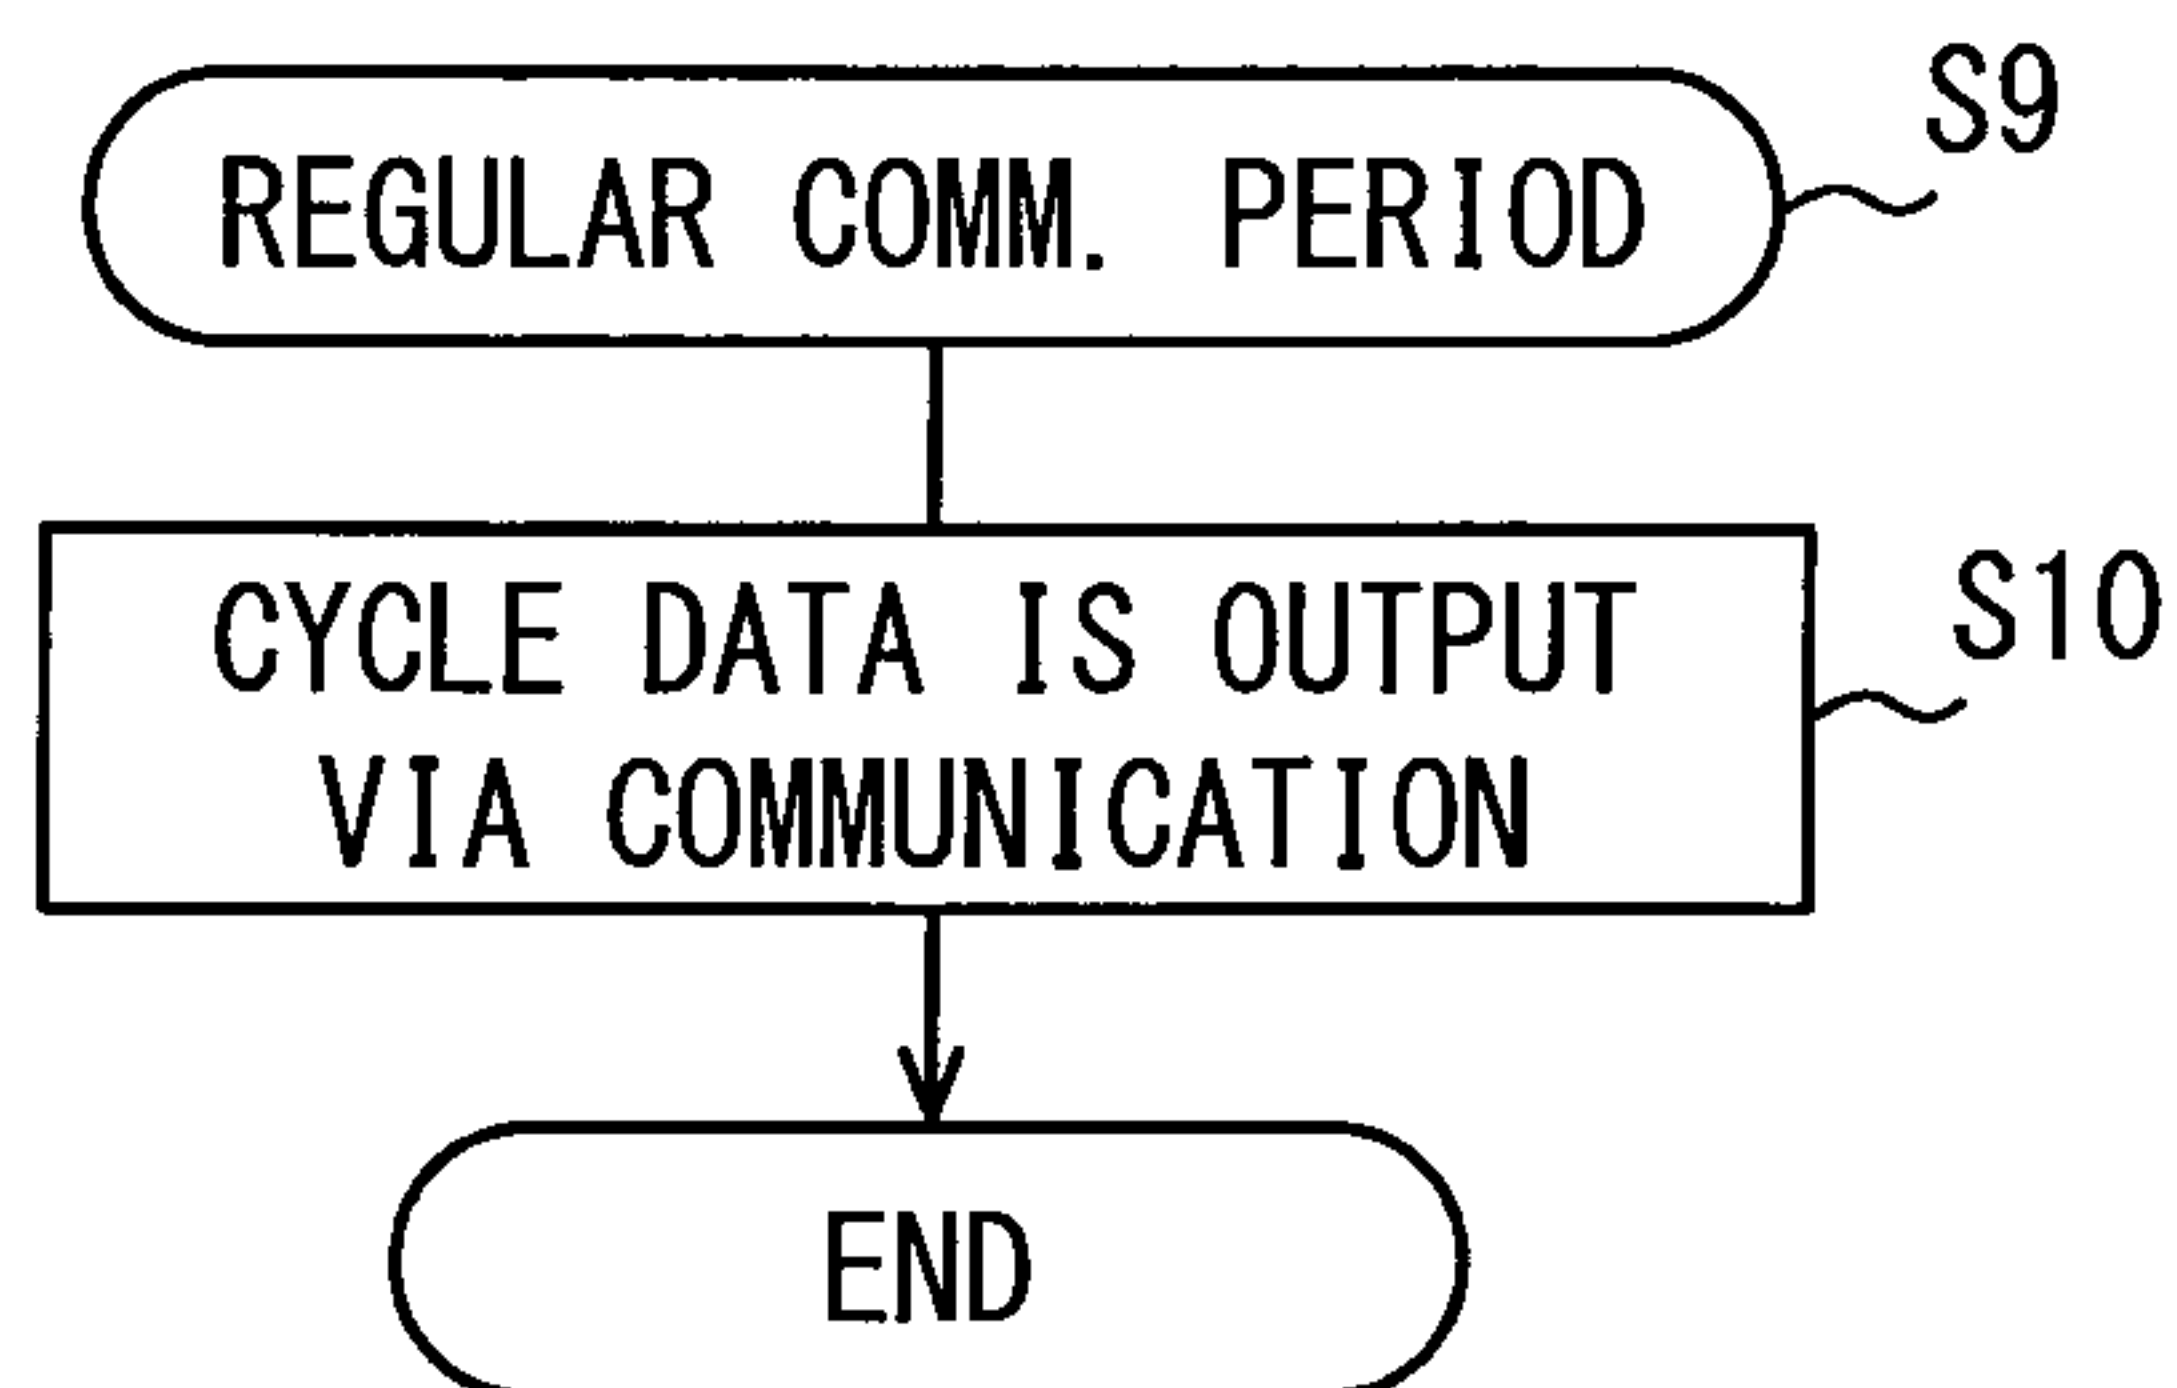 S9
REGULAR COMM. PERIOD
S10
CYCLE DATA IS OUTPUT
VIA COMMUNICATION
END